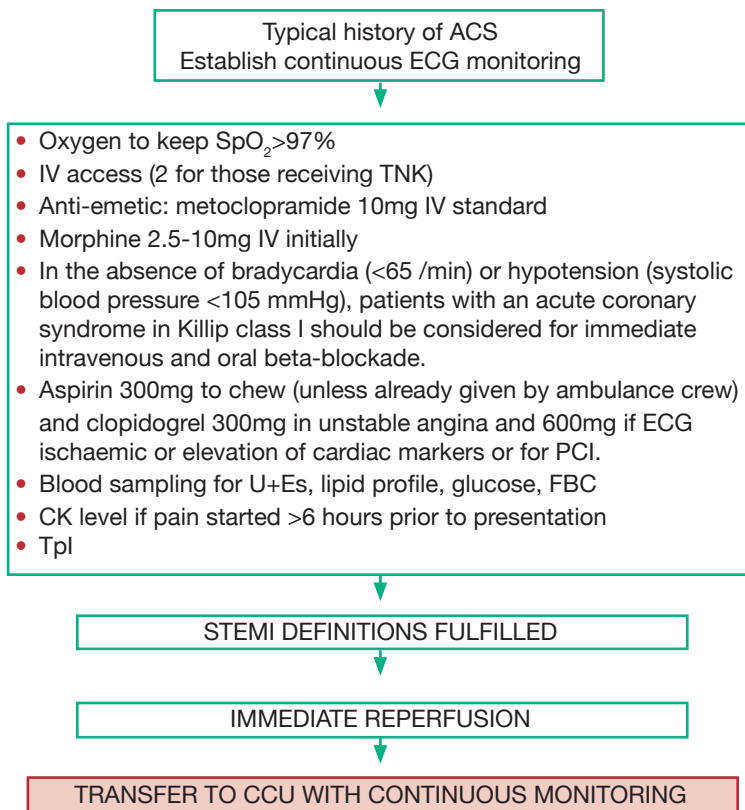 Typical history of ACS
Establish continuous ECG monitoring
• Oxygen to keep SpO₂>97%
• IV access (2 for those receiving TNK)
• Anti-emetic: metoclopramide 10mg IV standard
• Morphine 2.5-10mg IV initially
• In the absence of bradycardia (<65 /min) or hypotension (systolic
blood pressure <105 mmHg), patients with an acute coronary
syndrome in Killip class I should be considered for immediate
intravenous and oral beta-blockade.
• Aspirin 300mg to chew (unless already given by ambulance crew)
and clopidogrel 300mg in unstable angina and 600mg if ECG
ischaemic or elevation of cardiac markers or for PCI.
• Blood sampling for U+Es, lipid profile, glucose, FBC
• CK level if pain started >6 hours prior to presentation
• TpI
STEMI DEFINITIONS FULFILLED
IMMEDIATE REPERFUSION
TRANSFER TO CCU WITH CONTINUOUS MONITORING